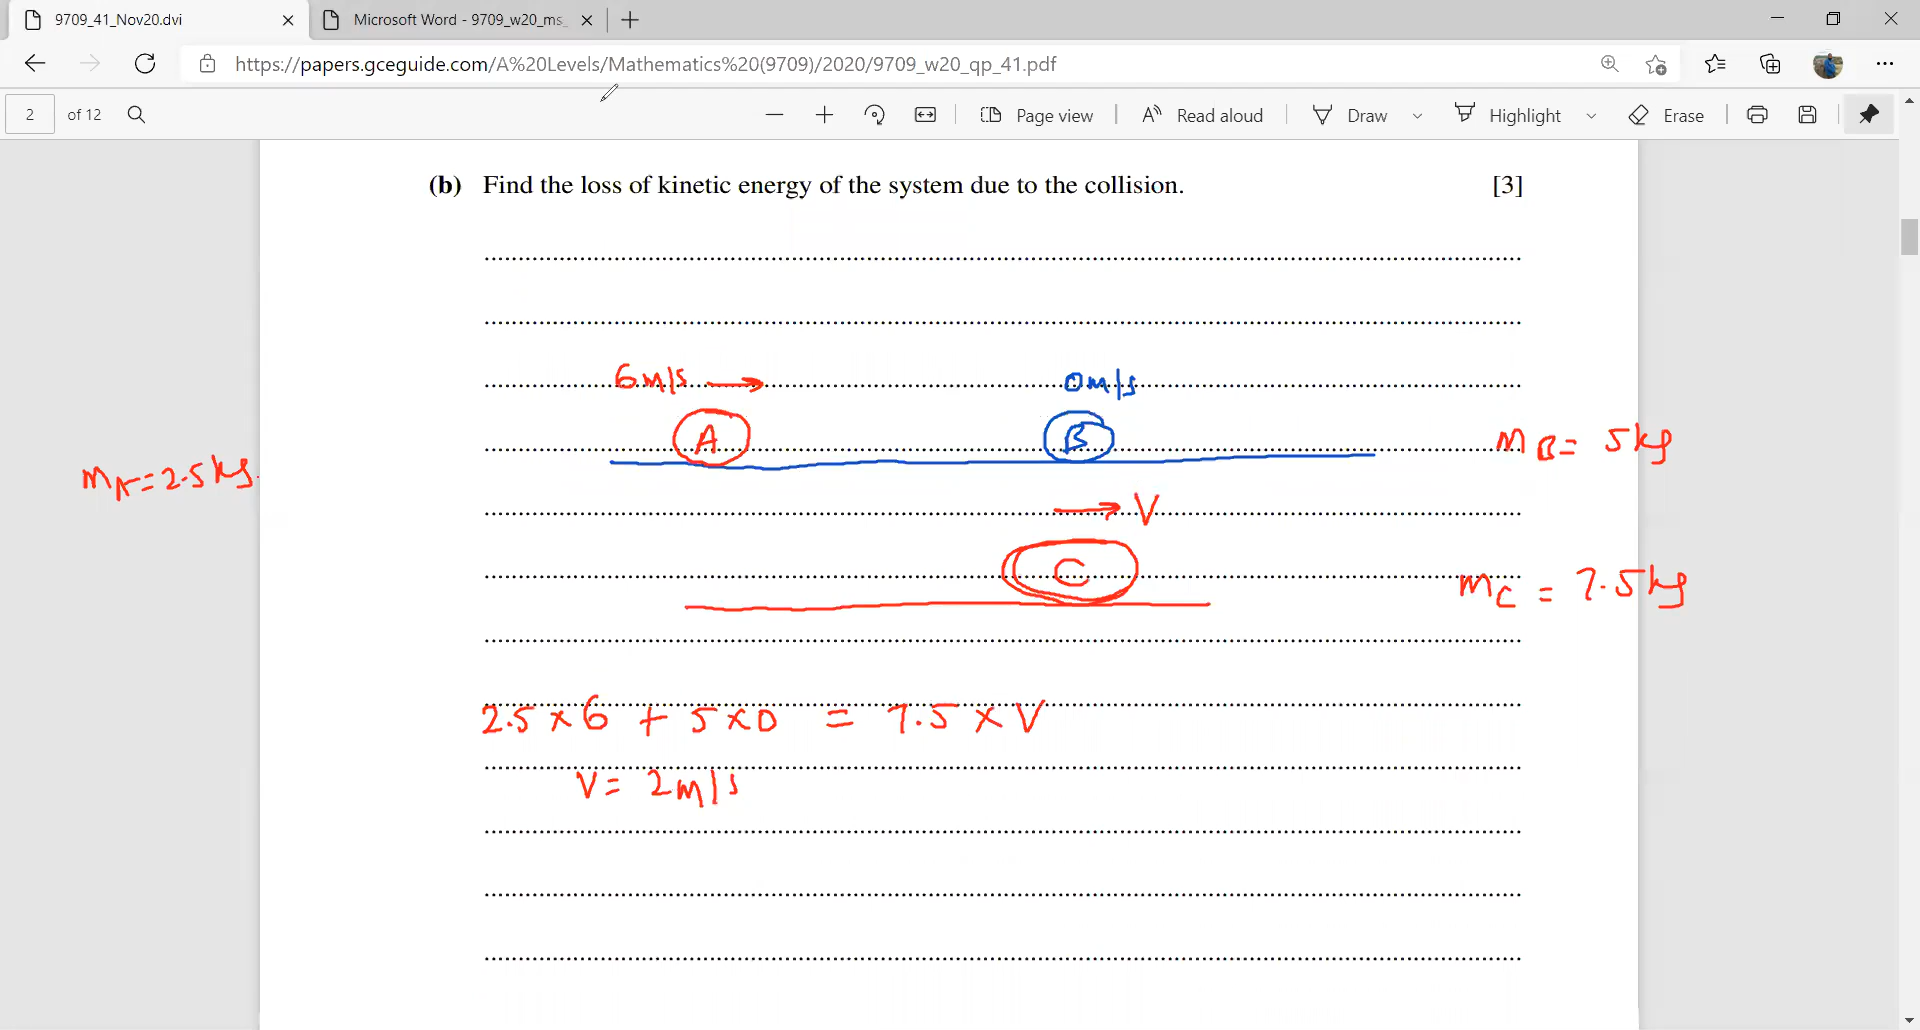 9709_41_Nov20.dvi
Microsoft Word - 9709_w20_ms_
https://papers.gceguide.com/A%20Levels/Mathematics%20(9709)/2020/9709_w20_qp_41.pdf
2 of 12 Page view Read aloud Draw Highlight Erase
(b) Find the loss of kinetic energy of the system due to the collision. [3]
6m/s 0m/s
A B
mA=2.5kg mB= 5kg
V
C
mC = 7.5kg
2.5×6 + 5×0 = 7.5×V
V= 2m/s